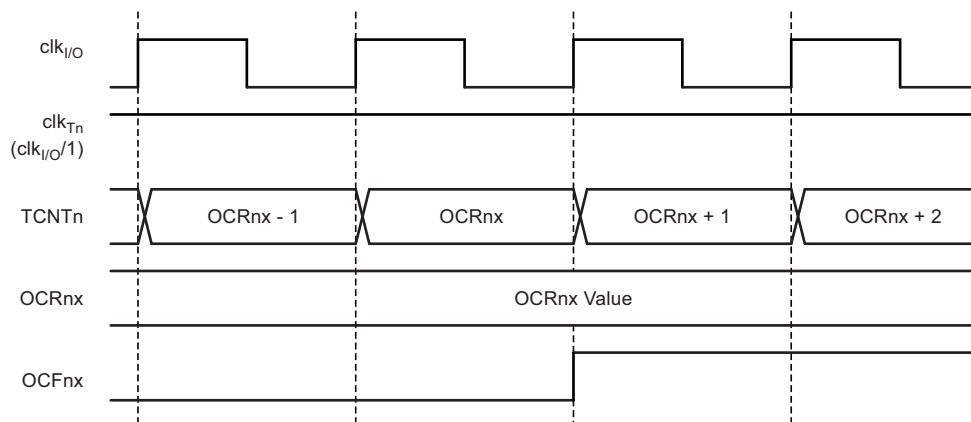 clkI/O
clkTn
(clkI/O/1)
TCNTn OCRnx - 1 OCRnx OCRnx + 1 OCRnx + 2
OCRnx OCRnx Value
OCFnx